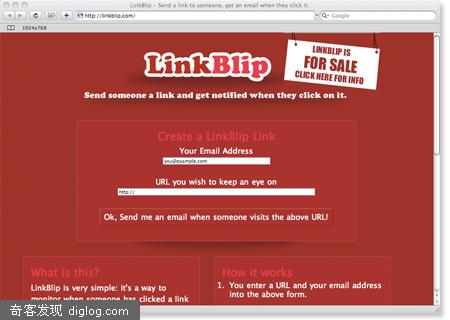 LinkBlip – Send a link to someone, get an email when they click it.
http://linkblip.com/
1024x768
LINKBLIP IS
FOR SALE
CLICK HERE FOR INFO
LinkBlip
Send someone a link and get notified when they click on it.
Create a LinkBlip Link
Your Email Address
you@example.com
URL you wish to keep an eye on
http://
Ok, Send me an email when someone visits the above URL!
What is this?
LinkBlip is very simple: it's a way to
monitor when someone has clicked a link
How it works
1. You enter a URL and your email address
into the above form.
奇客发现 diglog.com